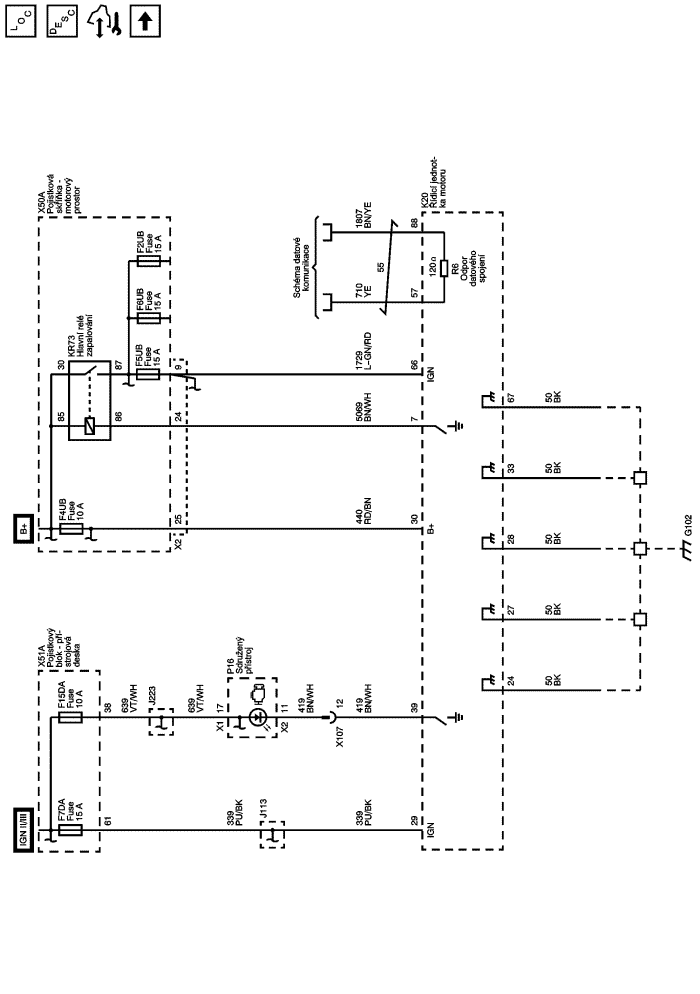 LOC
DESC
X50A
Pojistková
skříňka -
motorový
prostor
KR73
Hlavní relé
zapalování
F2UB
Fuse
15 A
F6UB
Fuse
15 A
F5UB
Fuse
15 A
30
87
85
86
9
24
B+
F4UB
Fuse
10 A
25
X2
Schéma datové
komunikace
1807
BN/YE
55
710
YE
1729
L-GN/RD
5069
BN/WH
440
RD/BN
K20
Řídicí jednot-
ka motoru
88
120 Ω
R6
Odpor
datového
spojení
57
66
IGN
7
30
B+
67
50
BK
33
50
BK
28
50
BK
27
50
BK
24
50
BK
G102
X51A
Pojistkový
blok - pří-
strojová
deska
F15DA
Fuse
10 A
38
639
VT/WH
J223
639
VT/WH
P16
Sdružený
přístroj
17
X1
11
X2
419
BN/WH
12
X107
419
BN/WH
39
IGN II/III
F7DA
Fuse
15 A
61
339
PU/BK
J113
339
PU/BK
29
IGN